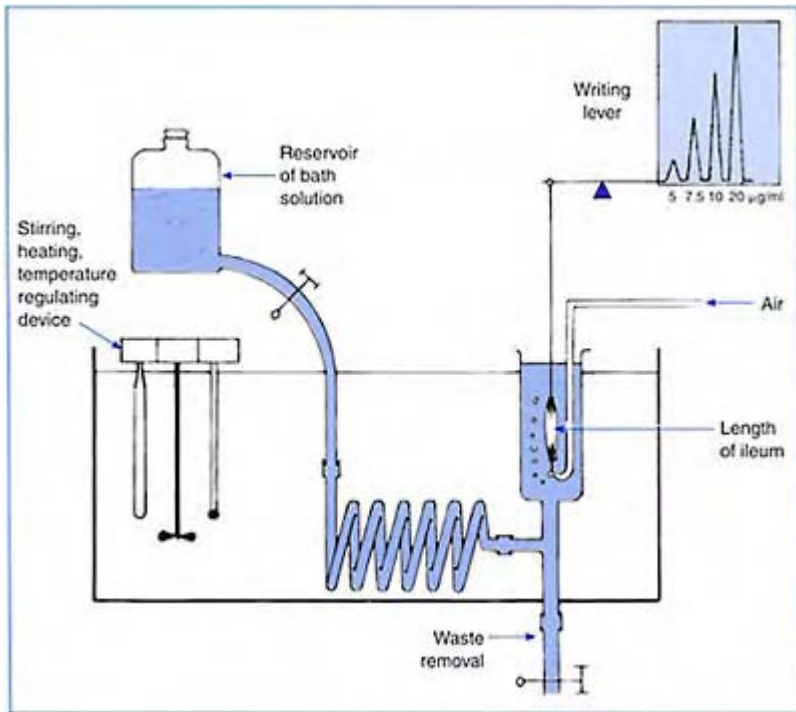 Writing
lever
5 7.5 10 20 µg/ml
Reservoir
of bath
solution
Stirring,
heating,
temperature
regulating
device
Air
Length
of ileum
Waste
removal